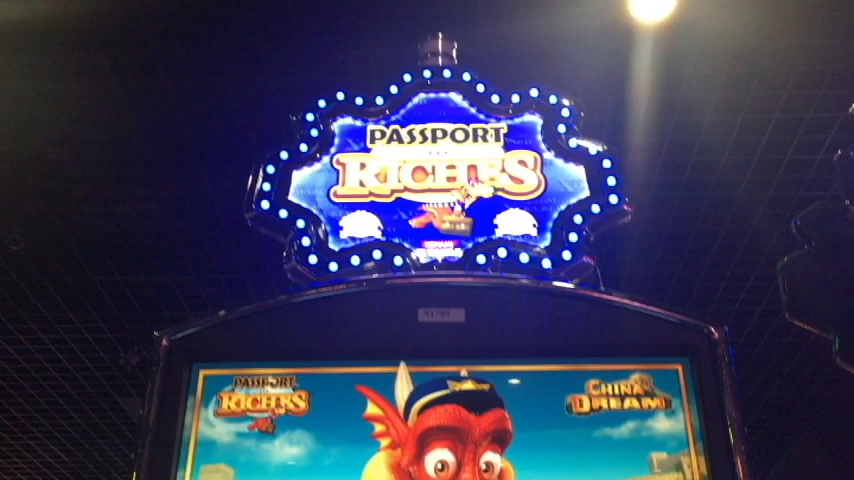 PASSPORT
RICHES
PASSPORT
RICHES
CHINA
DREAM